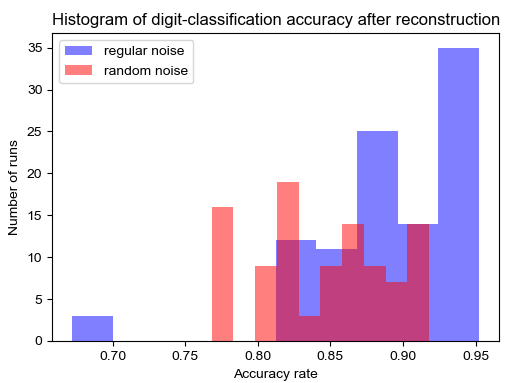 Histogram of digit-classification accuracy after reconstruction
regular noise
random noise
Number of runs
35
30
25
20
15
10
5
0
0.70 0.75 0.80 0.85 0.90 0.95
Accuracy rate